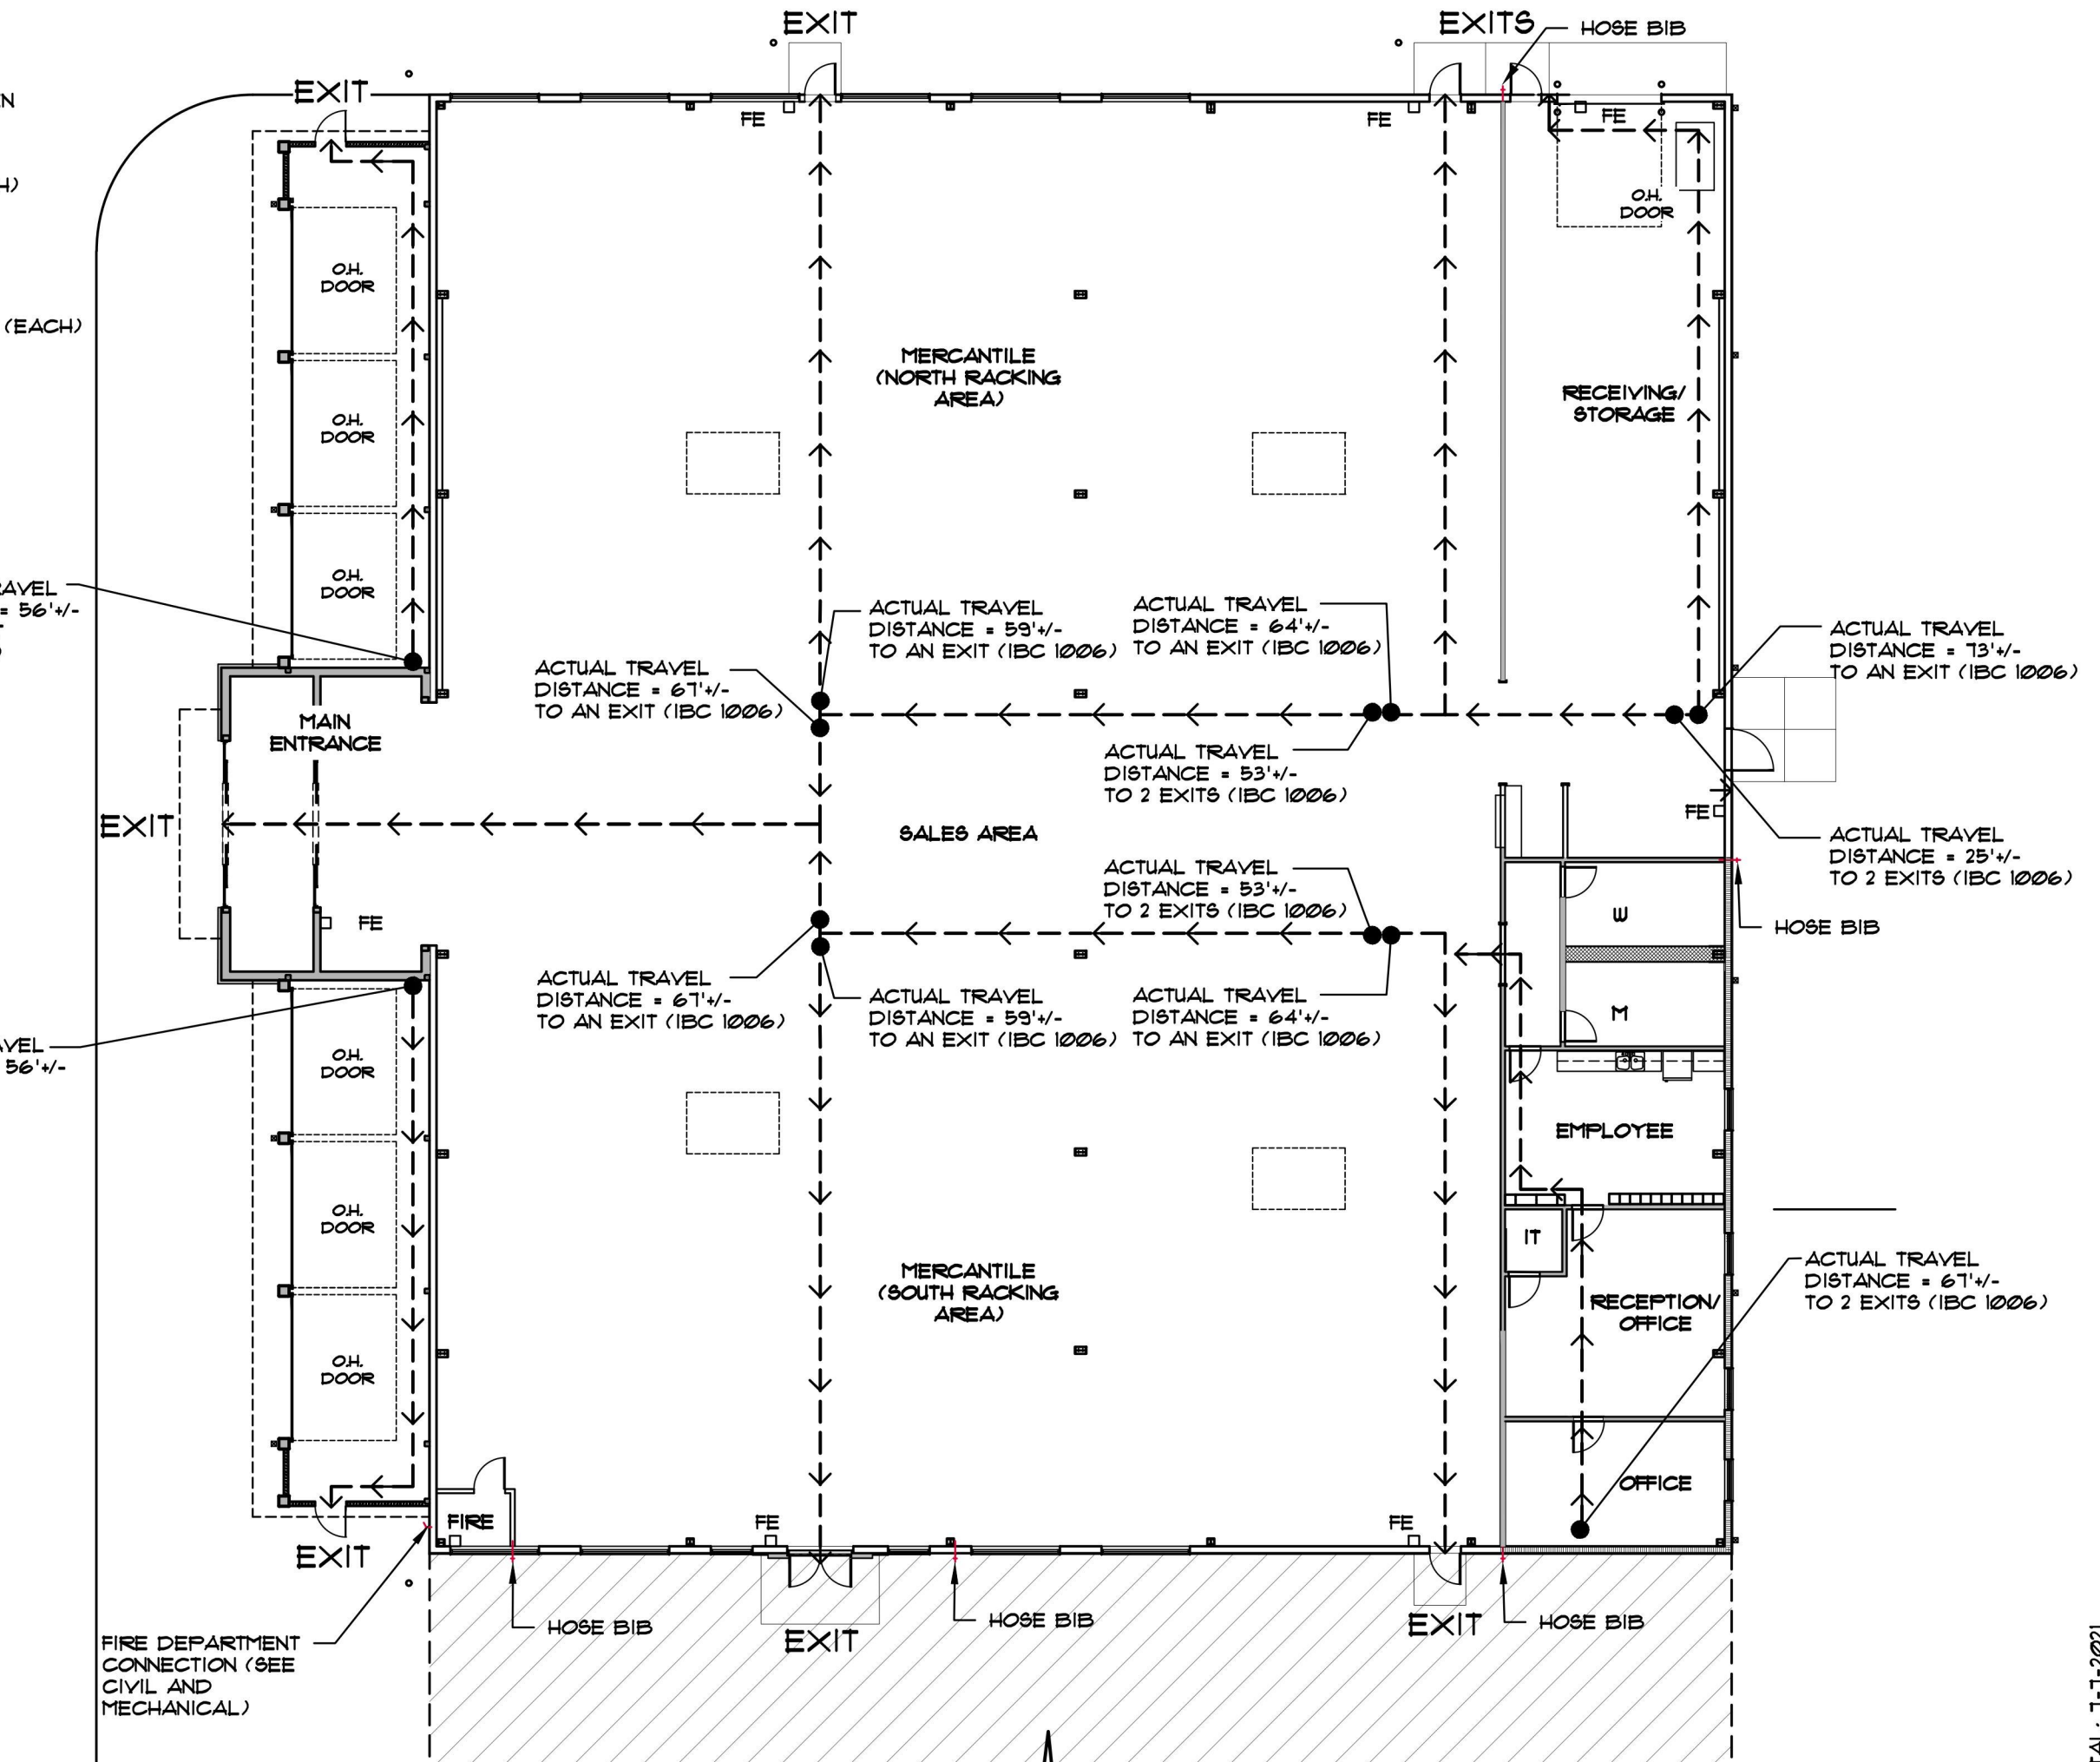 EXIT
EXITS
HOSE BIB
EXIT
FE
FE
FE
O.H.
DOOR
O.H.
DOOR
(EACH)
MERCANTILE
(NORTH RACKING
AREA)
RECEIVING/
STORAGE
O.H.
DOOR
O.H.
DOOR
= 56'+/-
ACTUAL TRAVEL
DISTANCE = 59'+/-
TO AN EXIT (IBC 1006)
ACTUAL TRAVEL
DISTANCE = 64'+/-
TO AN EXIT (IBC 1006)
ACTUAL TRAVEL
DISTANCE = 73'+/-
TO AN EXIT (IBC 1006)
ACTUAL TRAVEL
DISTANCE = 67'+/-
TO AN EXIT (IBC 1006)
MAIN
ENTRANCE
ACTUAL TRAVEL
DISTANCE = 53'+/-
TO 2 EXITS (IBC 1006)
EXIT
SALES AREA
FE
ACTUAL TRAVEL
DISTANCE = 25'+/-
TO 2 EXITS (IBC 1006)
ACTUAL TRAVEL
DISTANCE = 53'+/-
TO 2 EXITS (IBC 1006)
FE
W
HOSE BIB
ACTUAL TRAVEL
DISTANCE = 67'+/-
TO AN EXIT (IBC 1006)
ACTUAL TRAVEL
DISTANCE = 59'+/-
TO AN EXIT (IBC 1006)
ACTUAL TRAVEL
DISTANCE = 64'+/-
TO AN EXIT (IBC 1006)
M
56'+/-
O.H.
DOOR
EMPLOYEE
O.H.
DOOR
IT
MERCANTILE
(SOUTH RACKING
AREA)
RECEPTION/
OFFICE
ACTUAL TRAVEL
DISTANCE = 67'+/-
TO 2 EXITS (IBC 1006)
O.H.
DOOR
OFFICE
FIRE
FE
FE
EXIT
HOSE BIB
EXIT
HOSE BIB
EXIT
HOSE BIB
FIRE DEPARTMENT
CONNECTION (SEE
CIVIL AND
MECHANICAL)